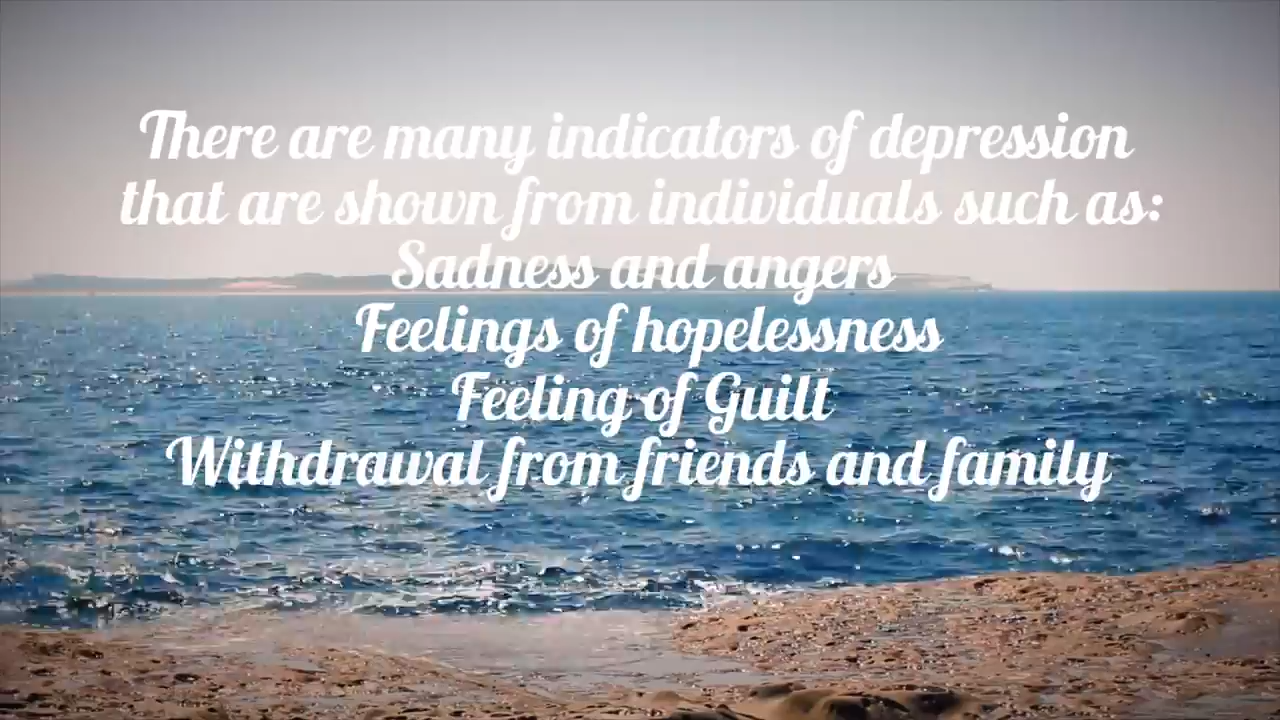 There are many indicators of depression
that are shown from individuals such as:
Sadness and angers
Feelings of hopelessness
Feeling of Guilt
Withdrawal from friends and family